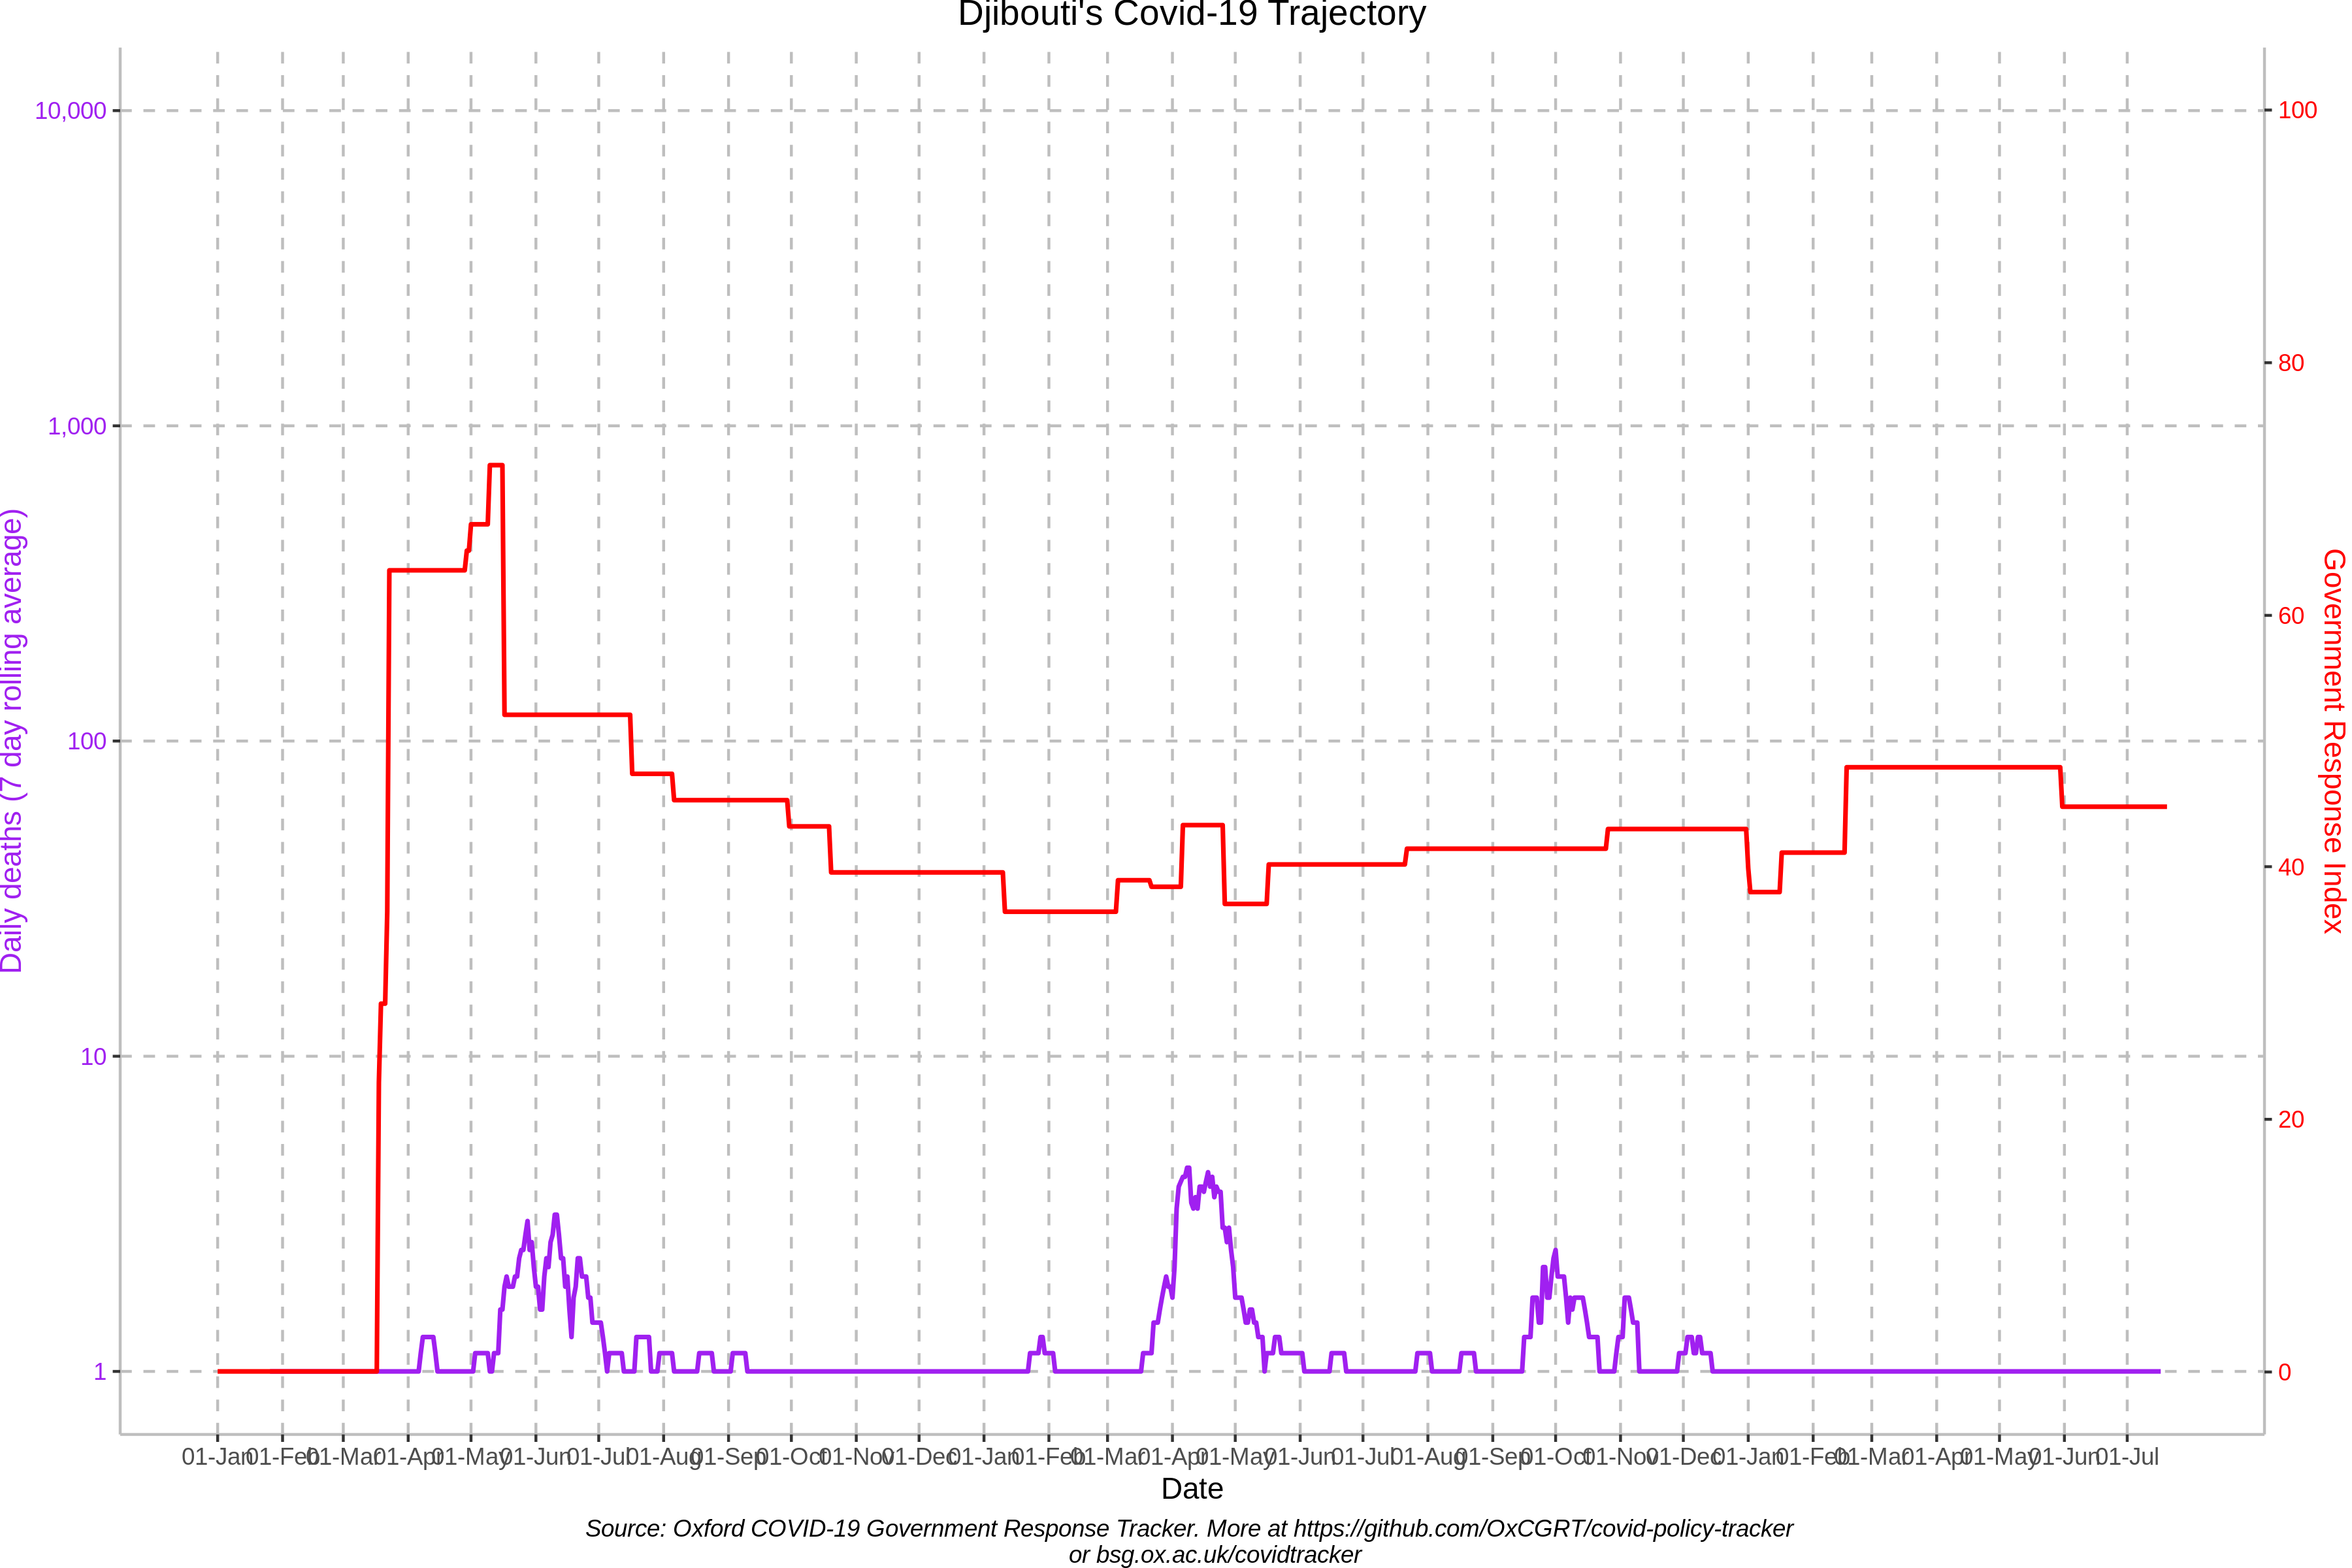 Djibouti's Covid-19 Trajectory
10,000
1,000
100
10
1
Daily deaths (7 day rolling average)
100
80
60
40
20
0
Government Response Index
01-Jan 01-Feb 01-Mar 01-Apr 01-May 01-Jun 01-Jul 01-Aug 01-Sep 01-Oct 01-Nov 01-Dec 01-Jan 01-Feb 01-Mar 01-Apr 01-May 01-Jun 01-Jul 01-Aug 01-Sep 01-Oct 01-Nov 01-Dec 01-Jan 01-Feb 01-Mar 01-Apr 01-May 01-Jun 01-Jul
Date
Source: Oxford COVID-19 Government Response Tracker. More at https://github.com/OxCGRT/covid-policy-tracker
or bsg.ox.ac.uk/covidtracker